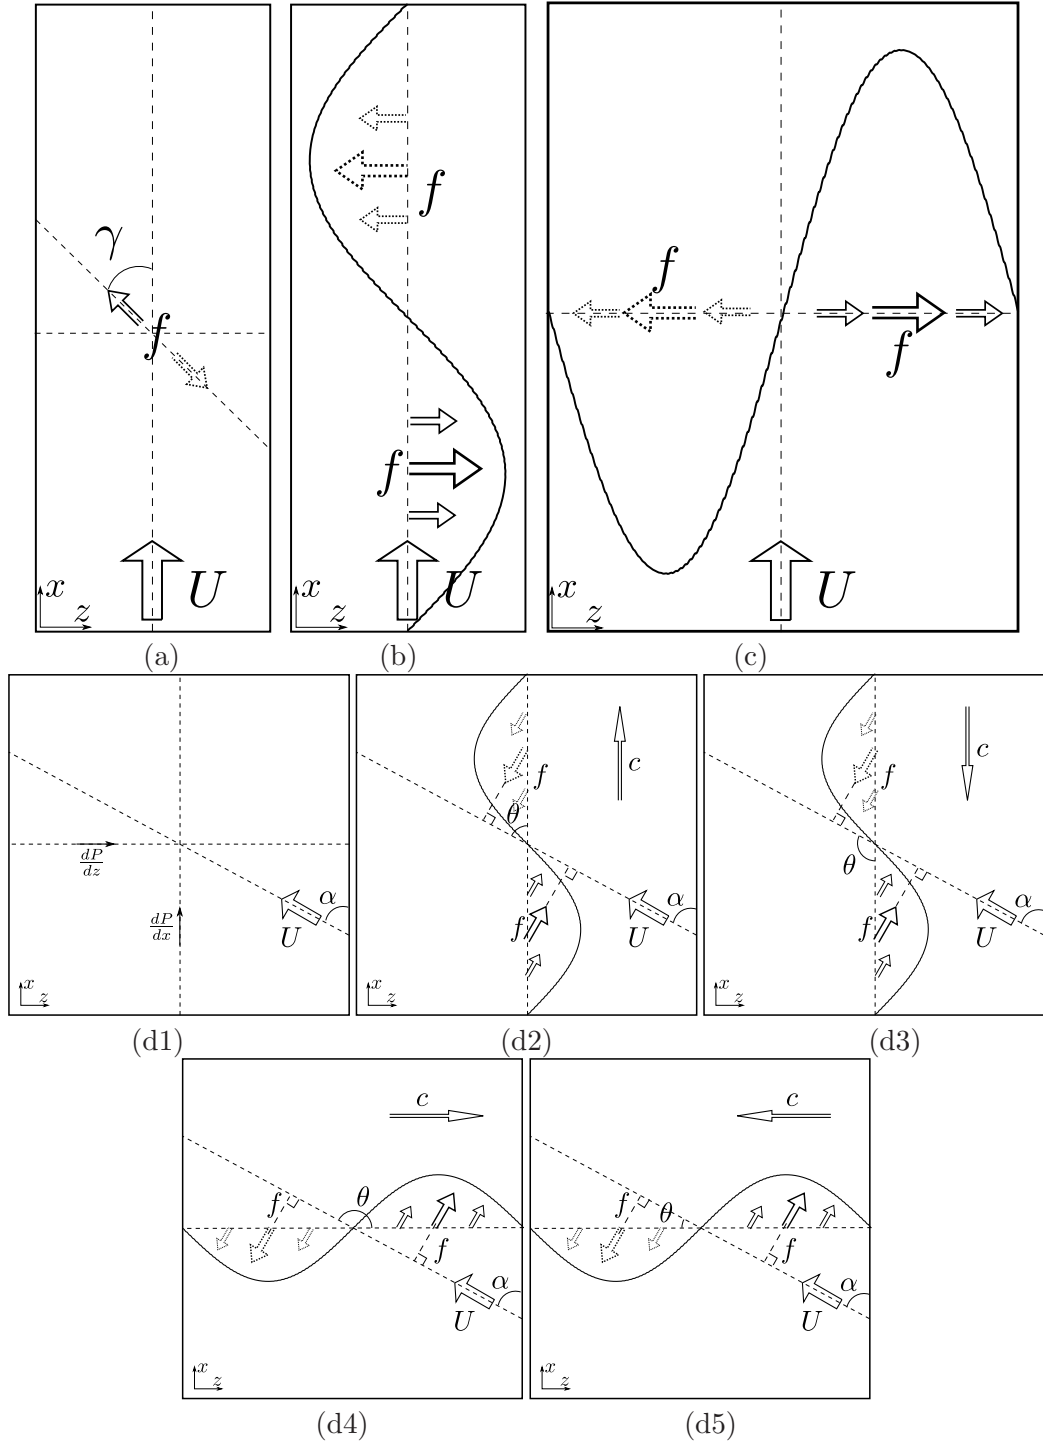 γ
f
x
z
U
(a)
f
f
x
z
U
(b)
f
f
x
z
U
(c)
dP
dz
dP
dx
α
U
x
z
(d1)
c
f
θ
f
α
U
x
z
(d2)
c
f
θ
f
α
U
x
z
(d3)
c
f
θ
f
α
U
x
z
(d4)
c
f
θ
f
α
U
x
z
(d5)